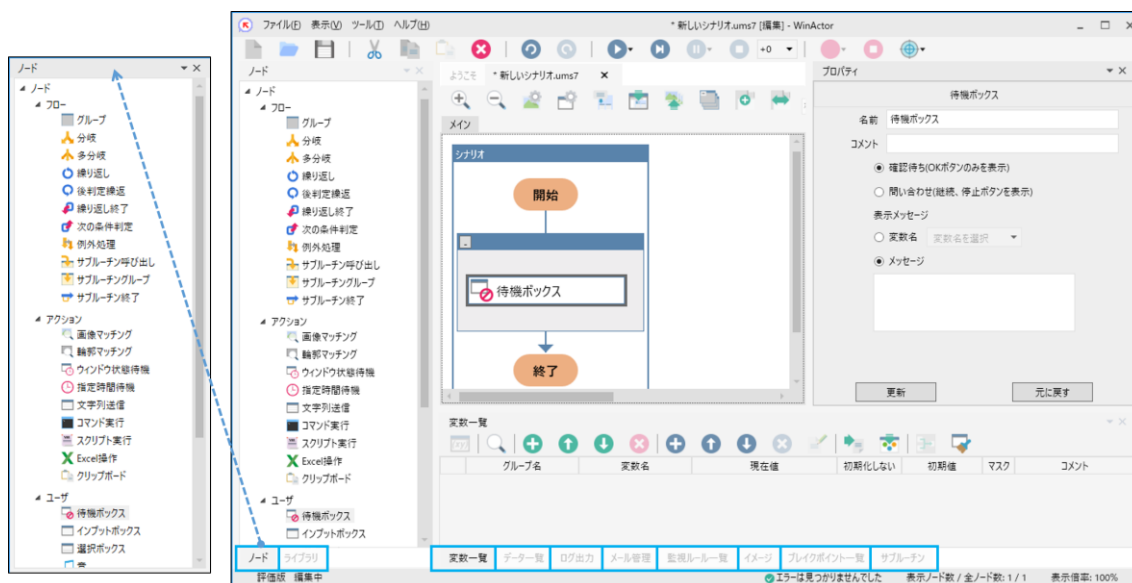 ノード
ノード
フロー
グループ
分岐
多分岐
繰り返し
後判定繰返
繰り返し終了
次の条件判定
例外処理
サブルーチン呼び出し
サブルーチングループ
サブルーチン終了
アクション
画像マッチング
輪郭マッチング
ウィンドウ状態待機
指定時間待機
文字列送信
コマンド実行
スクリプト実行
Excel操作
クリップボード
ユーザ
待機ボックス
インプットボックス
選択ボックス
音
ファイル(F) 表示(V) ツール(T) ヘルプ(H)
* 新しいシナリオ.ums7 [編集] - WinActor
+0
ノード
ノード
フロー
グループ
分岐
多分岐
繰り返し
後判定繰返
繰り返し終了
次の条件判定
例外処理
サブルーチン呼び出し
サブルーチングループ
サブルーチン終了
アクション
画像マッチング
輪郭マッチング
ウィンドウ状態待機
指定時間待機
文字列送信
コマンド実行
スクリプト実行
Excel操作
クリップボード
ユーザ
待機ボックス
インプットボックス
ノード ライブラリ
ようこそ * 新しいシナリオ.ums7
メイン
シナリオ
開始
待機ボックス
終了
プロパティ
待機ボックス
名前 待機ボックス
コメント
確認待ち(OKボタンのみを表示)
問い合わせ(継続、停止ボタンを表示)
表示メッセージ
変数名 変数名を選択
メッセージ
更新 元に戻す
変数一覧
グループ名 変数名 現在値 初期化しない 初期値 マスク コメント
変数一覧 データ一覧 ログ出力 メール管理 監視ルール一覧 イメージ ブレイクポイント一覧 サブルーチン
評価版 編集中 エラーは見つかりませんでした 表示ノード数 / 全ノード数: 1 / 1 表示倍率: 100%